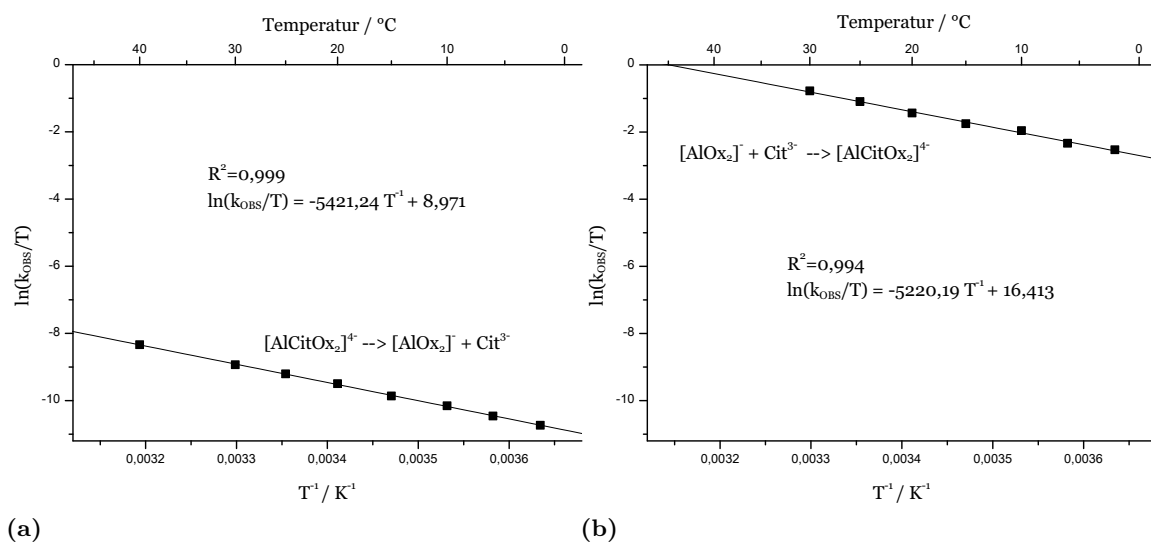 Temperatur / °C
40 30 20 10 0
0
-2
-4
-6
-8
-10
ln(k_OBS/T)
R²=0,999
ln(k_OBS/T) = -5421,24 T⁻¹ + 8,971
[AlCitOx₂]⁴⁻ --> [AlOx₂]⁻ + Cit³⁻
0,0032 0,0033 0,0034 0,0035 0,0036
T⁻¹ / K⁻¹
(a)
Temperatur / °C
40 30 20 10 0
0
-2
-4
-6
-8
-10
ln(k_OBS/T)
[AlOx₂]⁻ + Cit³⁻ --> [AlCitOx₂]⁴⁻
R²=0,994
ln(k_OBS/T) = -5220,19 T⁻¹ + 16,413
0,0032 0,0033 0,0034 0,0035 0,0036
T⁻¹ / K⁻¹
(b)